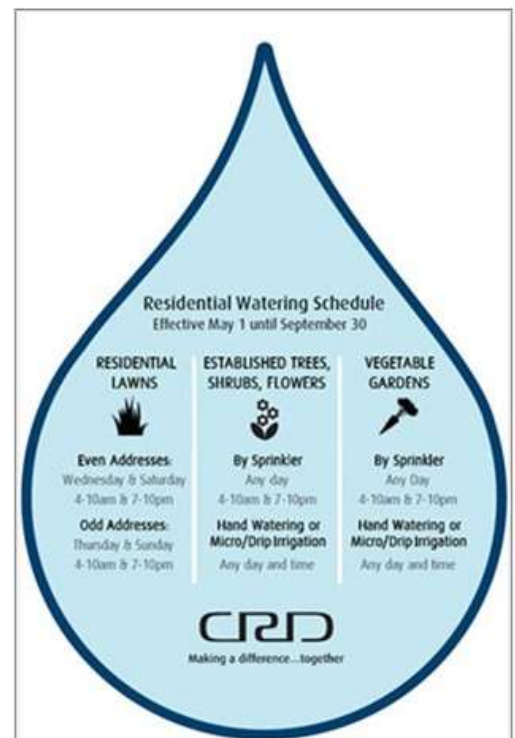 Residential Watering Schedule
Effective May 1 until September 30
RESIDENTIAL
LAWNS
Even Addresses:
Wednesday & Saturday
4-10am & 7-10pm
Odd Addresses:
Thursday & Sunday
4-10am & 7-10pm
ESTABLISHED TREES,
SHRUBS, FLOWERS
By Sprinkler
Any day
4-10am & 7-10pm
Hand Watering or
Micro/Drip Irrigation
Any day and time
VEGETABLE
GARDENS
By Sprinkler
Any Day
4-10am & 7-10pm
Hand Watering or
Micro/Drip Irrigation
Any day and time
CRD
Making a difference...together